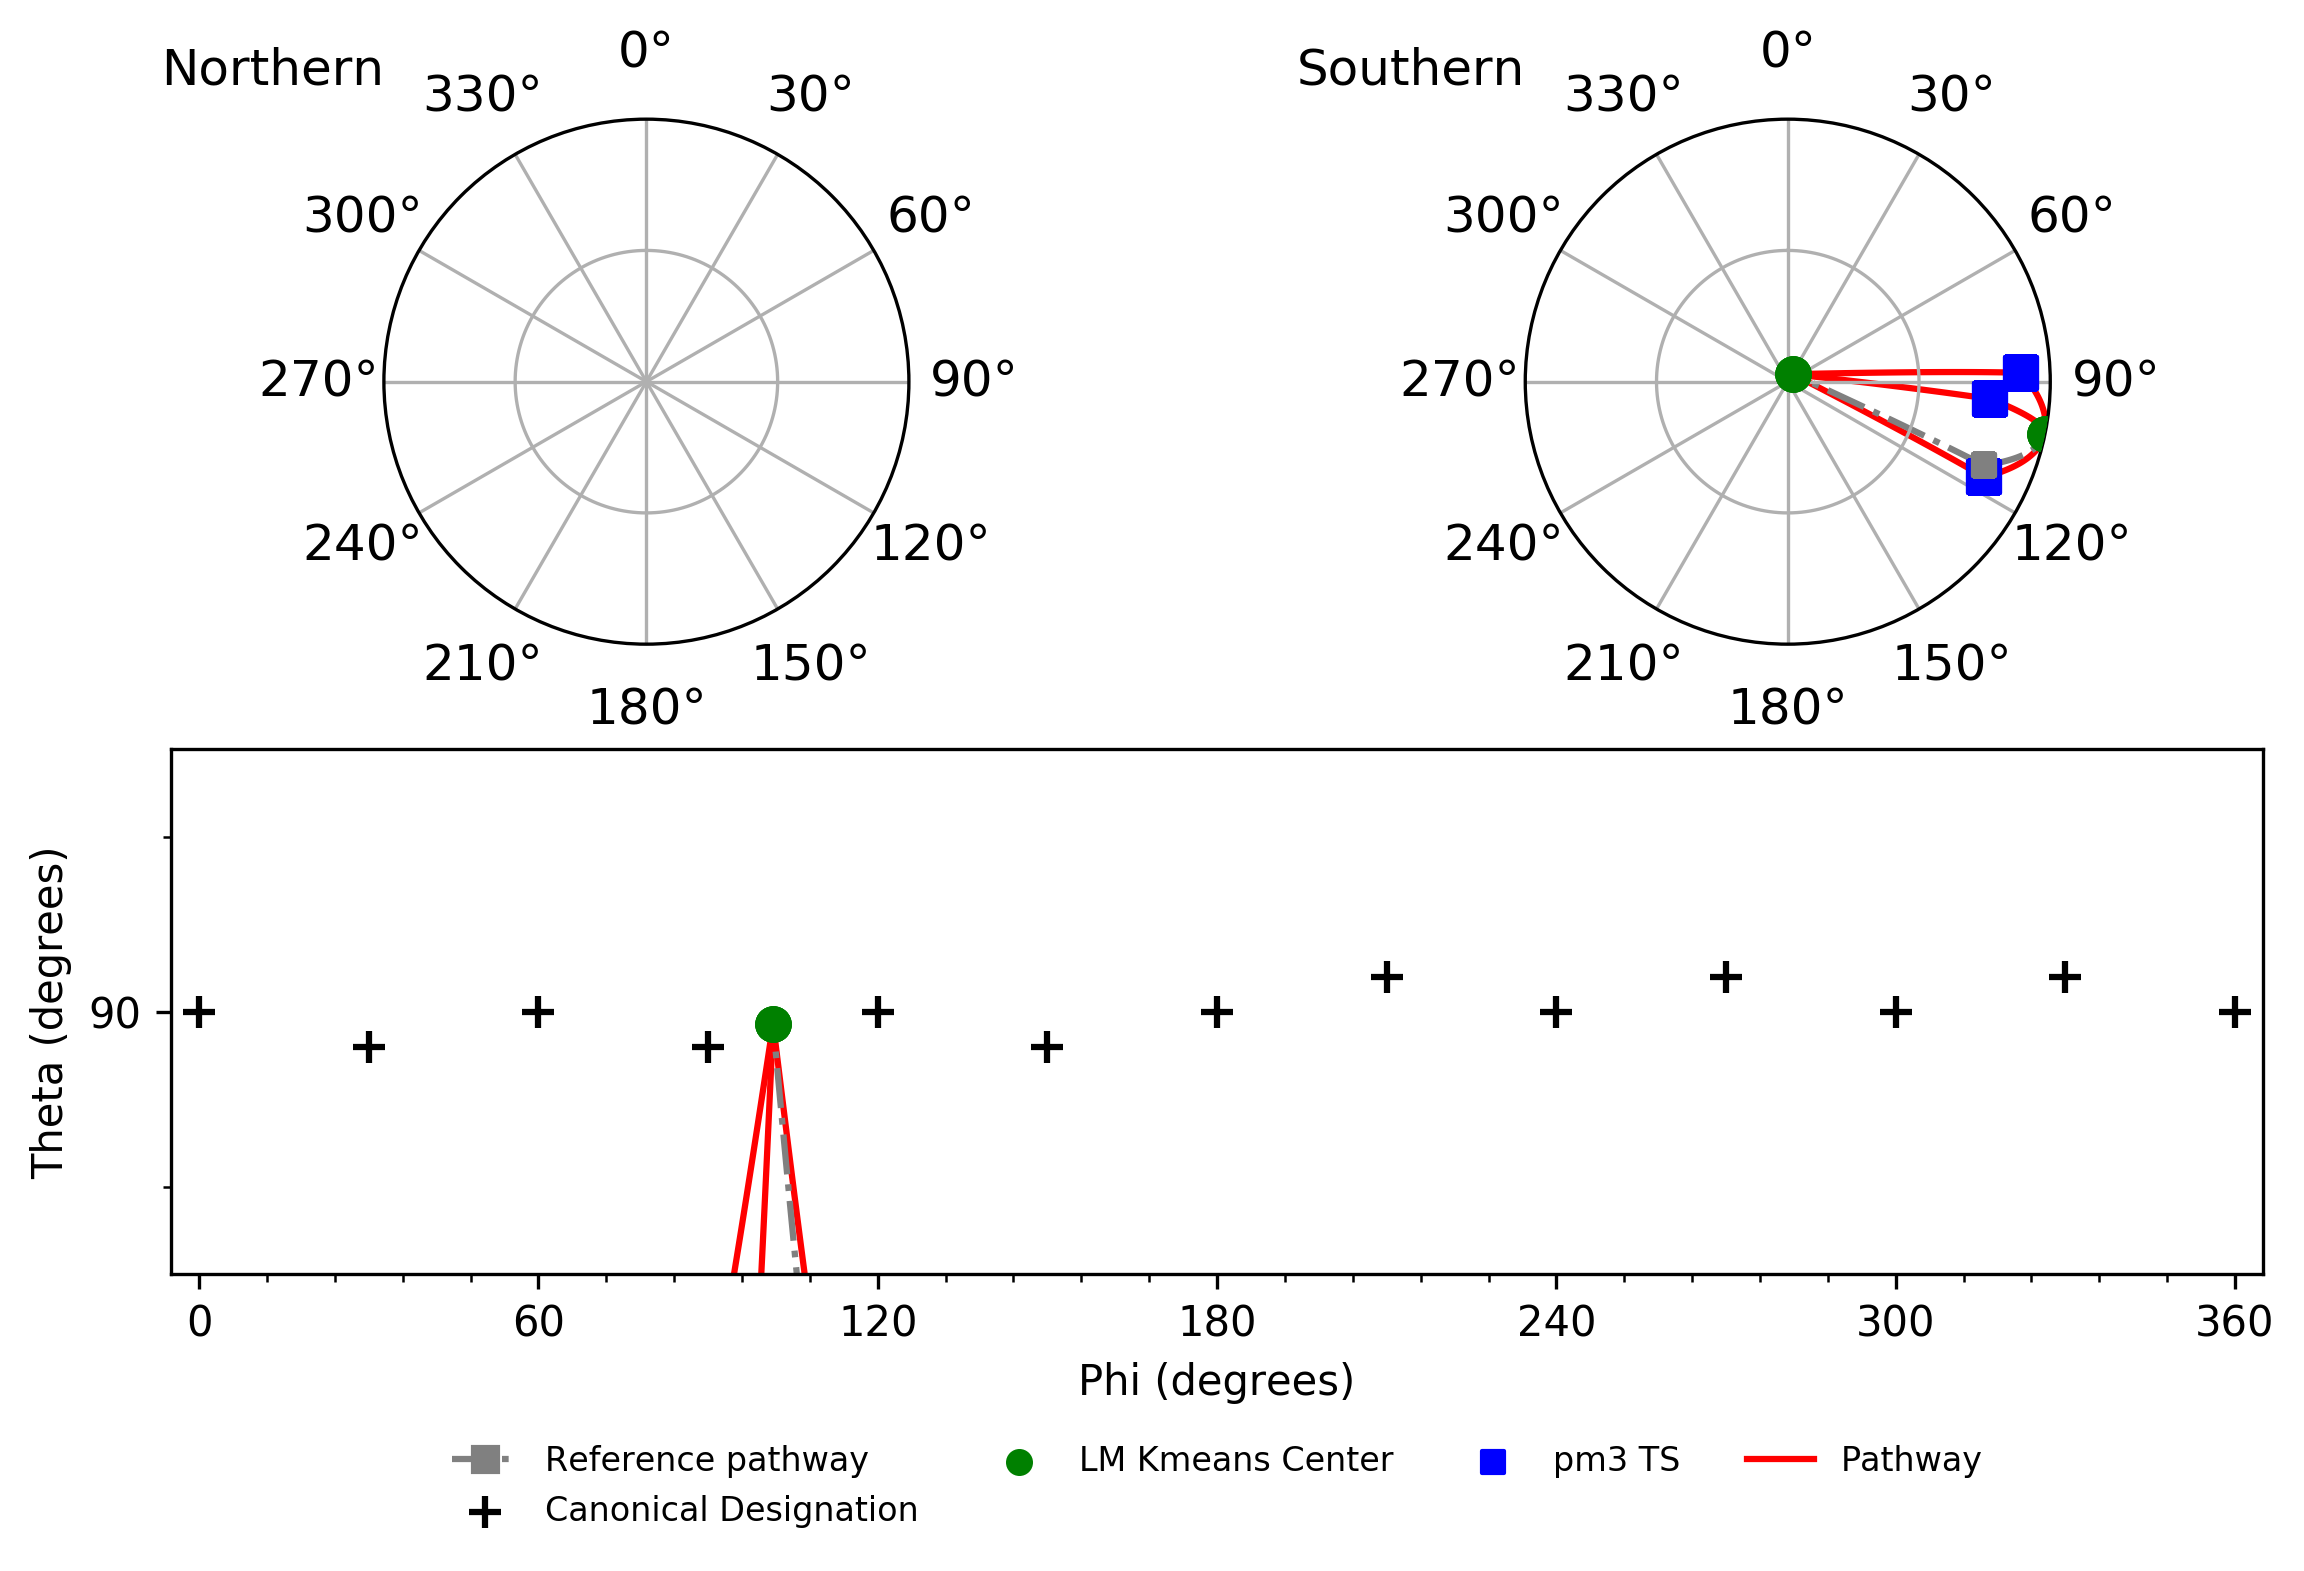 Northern
0°
330°
30°
300°
60°
270°
90°
240°
120°
210°
150°
180°
Southern
0°
330°
30°
300°
60°
270°
90°
240°
120°
210°
150°
180°
Theta (degrees)
90
0 60 120 180 240 300 360
Phi (degrees)
Reference pathway
Canonical Designation
LM Kmeans Center
pm3 TS
Pathway